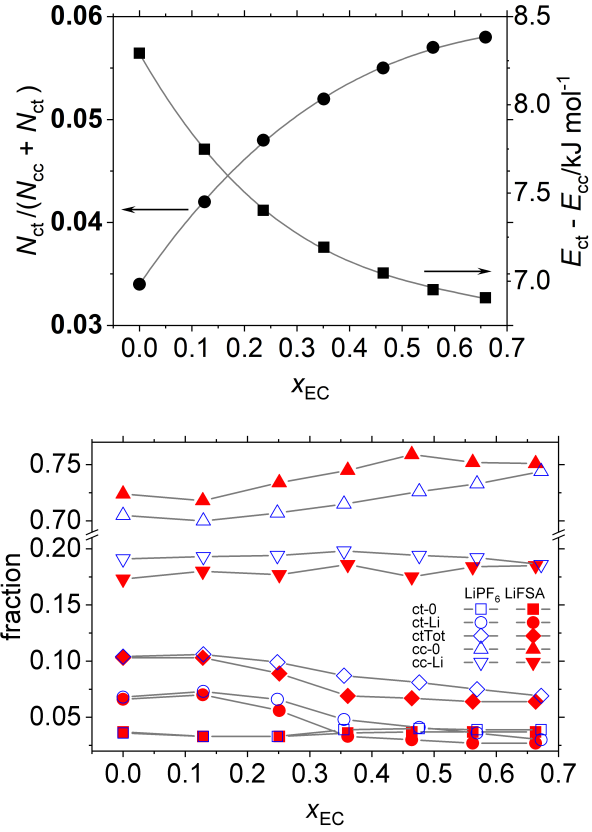 0.06
0.05
0.04
0.03
N_ct/(N_cc + N_ct)
8.5
8.0
7.5
7.0
E_ct - E_cc/kJ mol⁻¹
0.0 0.1 0.2 0.3 0.4 0.5 0.6 0.7
x_EC
0.75
0.70
0.20
0.15
0.10
0.05
fraction
LiPF₆ LiFSA
ct-0
ct-Li
ctTot
cc-0
cc-Li
0.0 0.1 0.2 0.3 0.4 0.5 0.6 0.7
x_EC